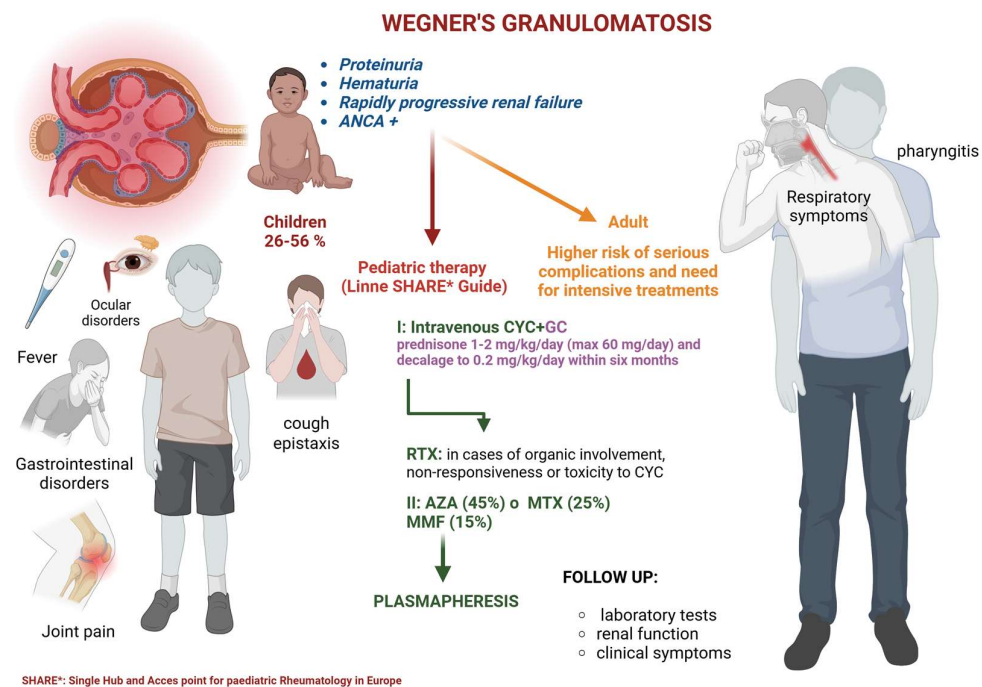 WEGNER'S GRANULOMATOSIS
• Proteinuria
• Hematuria
• Rapidly progressive renal failure
• ANCA +
Children
26-56 %
Adult
Higher risk of serious
complications and need
for intensive treatments
Pediatric therapy
(Linne SHARE* Guide)
I: Intravenous CYC+GC
prednisone 1-2 mg/kg/day (max 60 mg/day) and
decalage to 0.2 mg/kg/day within six months
RTX: in cases of organic involvement,
non-responsiveness or toxicity to CYC
II: AZA (45%) o MTX (25%)
MMF (15%)
PLASMAPHERESIS
Ocular
disorders
Fever
Gastrointestinal
disorders
Joint pain
cough
epistaxis
pharyngitis
Respiratory
symptoms
FOLLOW UP:
○ laboratory tests
○ renal function
○ clinical symptoms
SHARE*: Single Hub and Acces point for paediatric Rheumatology in Europe